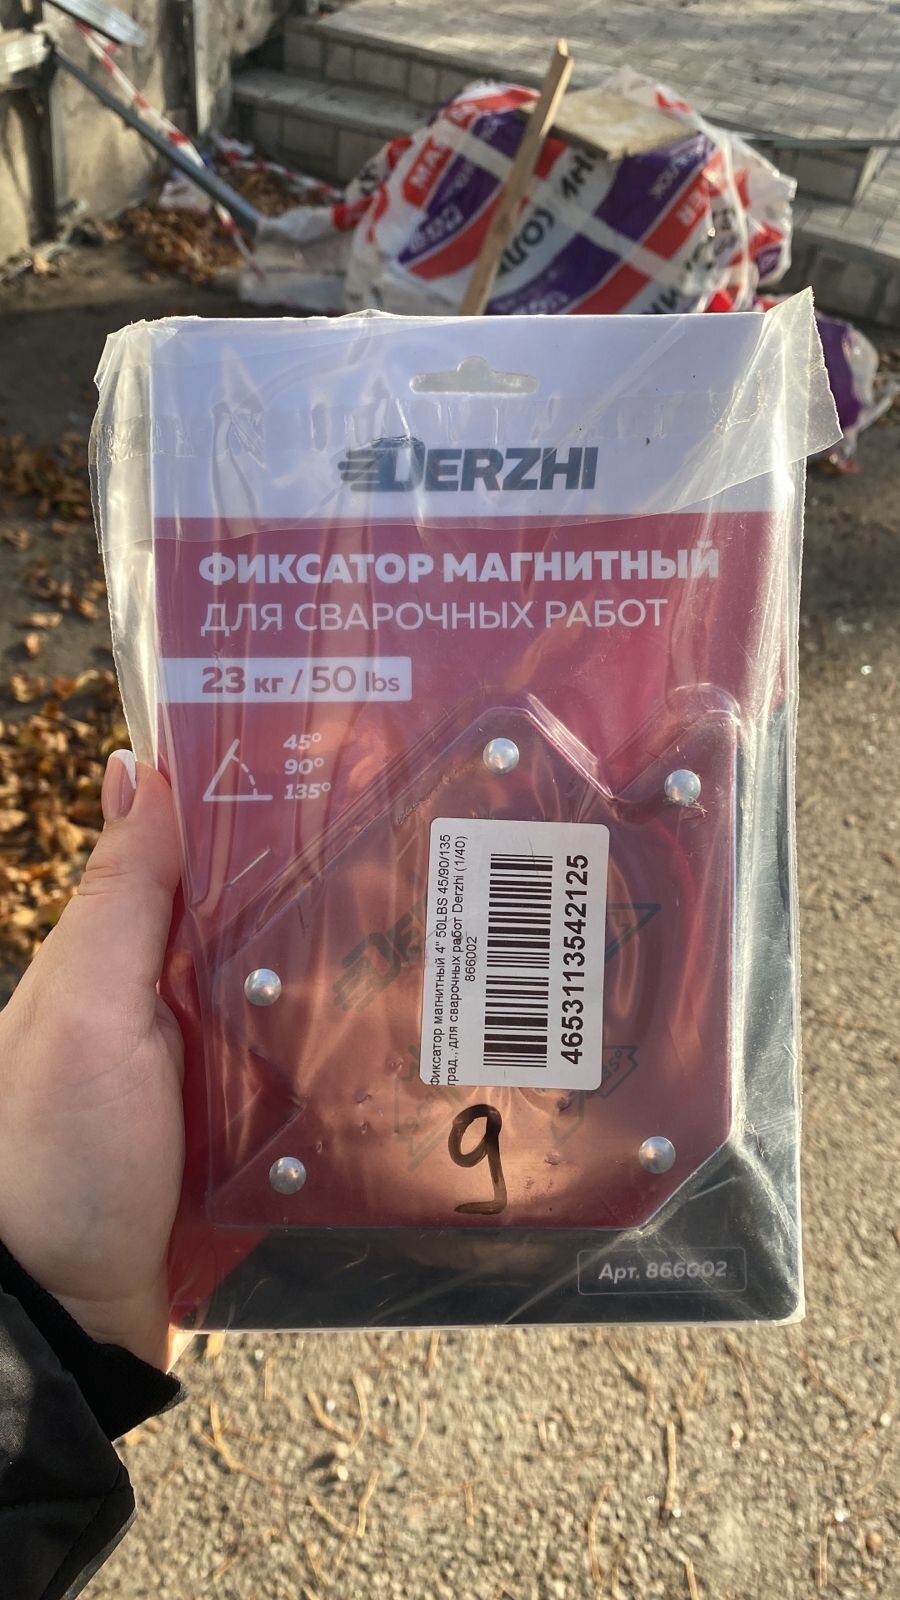 DERZHI
ФИКСАТОР МАГНИТНЫЙ
ДЛЯ СВАРОЧНЫХ РАБОТ
23 кг / 50 lbs
45°
90°
135°
Фиксатор магнитный 4" 50LBS 45/90/135
град., для сварочных работ Derzhi (1/40)
866002
4653113542125
9
Арт. 866002